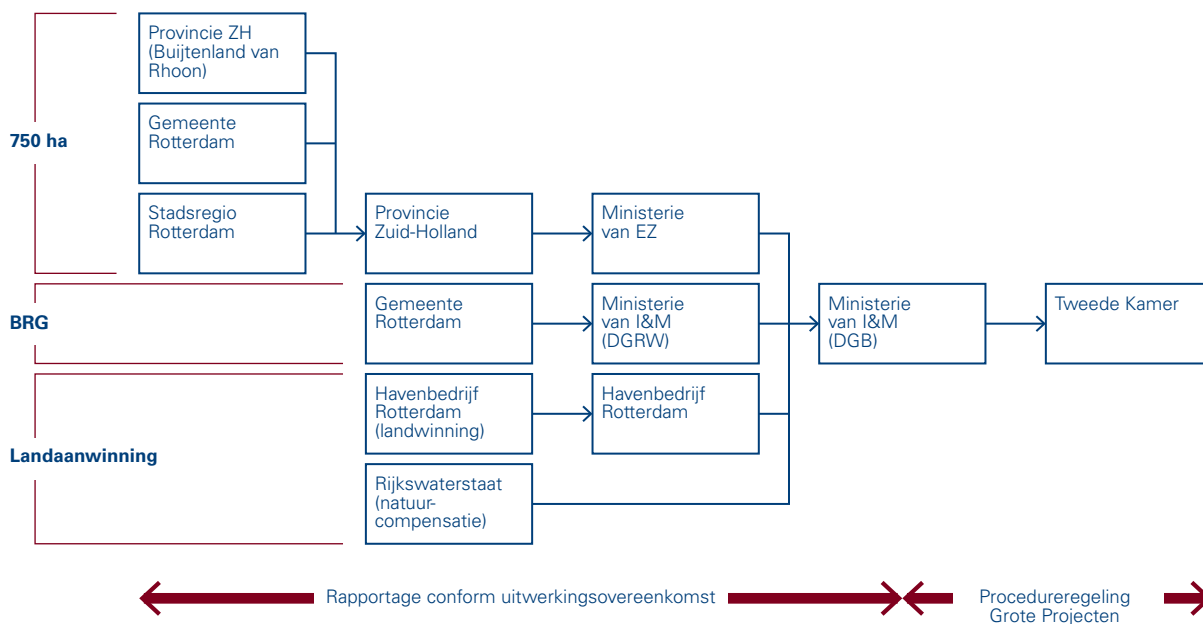 750 ha
Provincie ZH
(Buijtenland van
Rhoon)
Gemeente
Rotterdam
Stadsregio
Rotterdam
Provincie
Zuid-Holland
Ministerie
van EZ
BRG
Gemeente
Rotterdam
Ministerie
van I&M
(DGRW)
Ministerie
van I&M
(DGB)
Tweede Kamer
Landaanwinning
Havenbedrijf
Rotterdam
(landwinning)
Havenbedrijf
Rotterdam
Rijkswaterstaat
(natuur-
compensatie)
Rapportage conform uitwerkingsovereenkomst
Procedureregeling
Grote Projecten